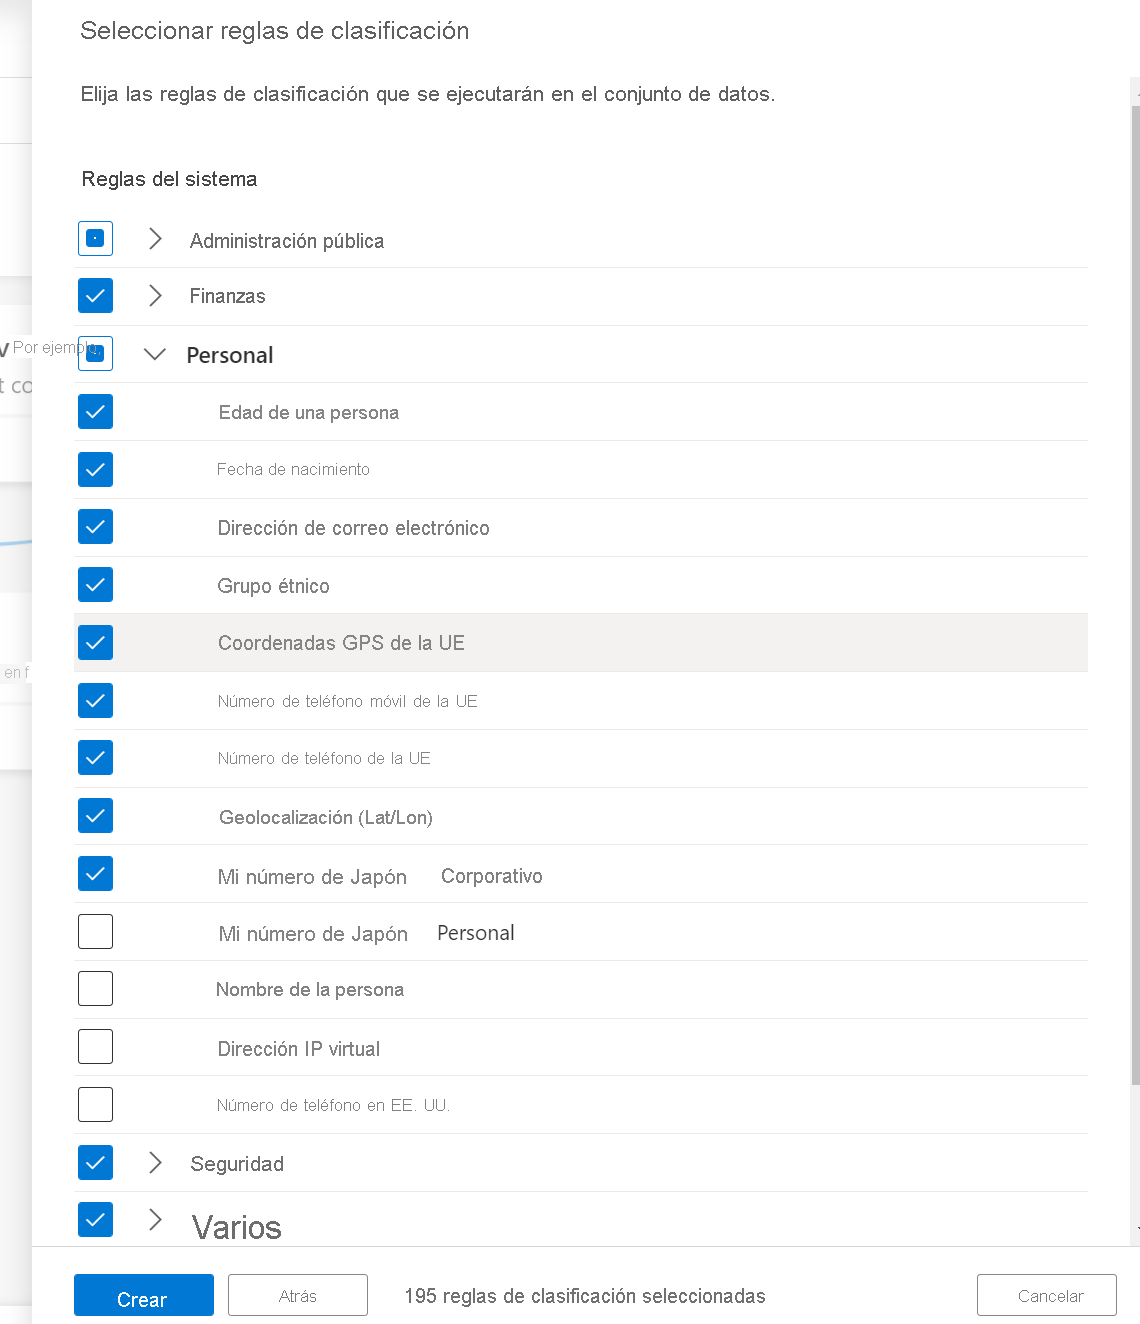 Seleccionar reglas de clasificación
Elija las reglas de clasificación que se ejecutarán en el conjunto de datos.
Reglas del sistema
Administración pública
Finanzas
Por ejemplo,
Personal
t co
Edad de una persona
Fecha de nacimiento
Dirección de correo electrónico
Grupo étnico
Coordenadas GPS de la UE
en f
Número de teléfono móvil de la UE
Número de teléfono de la UE
Geolocalización (Lat/Lon)
Mi número de Japón Corporativo
Mi número de Japón Personal
Nombre de la persona
Dirección IP virtual
Número de teléfono en EE. UU.
Seguridad
Varios
Crear
Atrás
195 reglas de clasificación seleccionadas
Cancelar